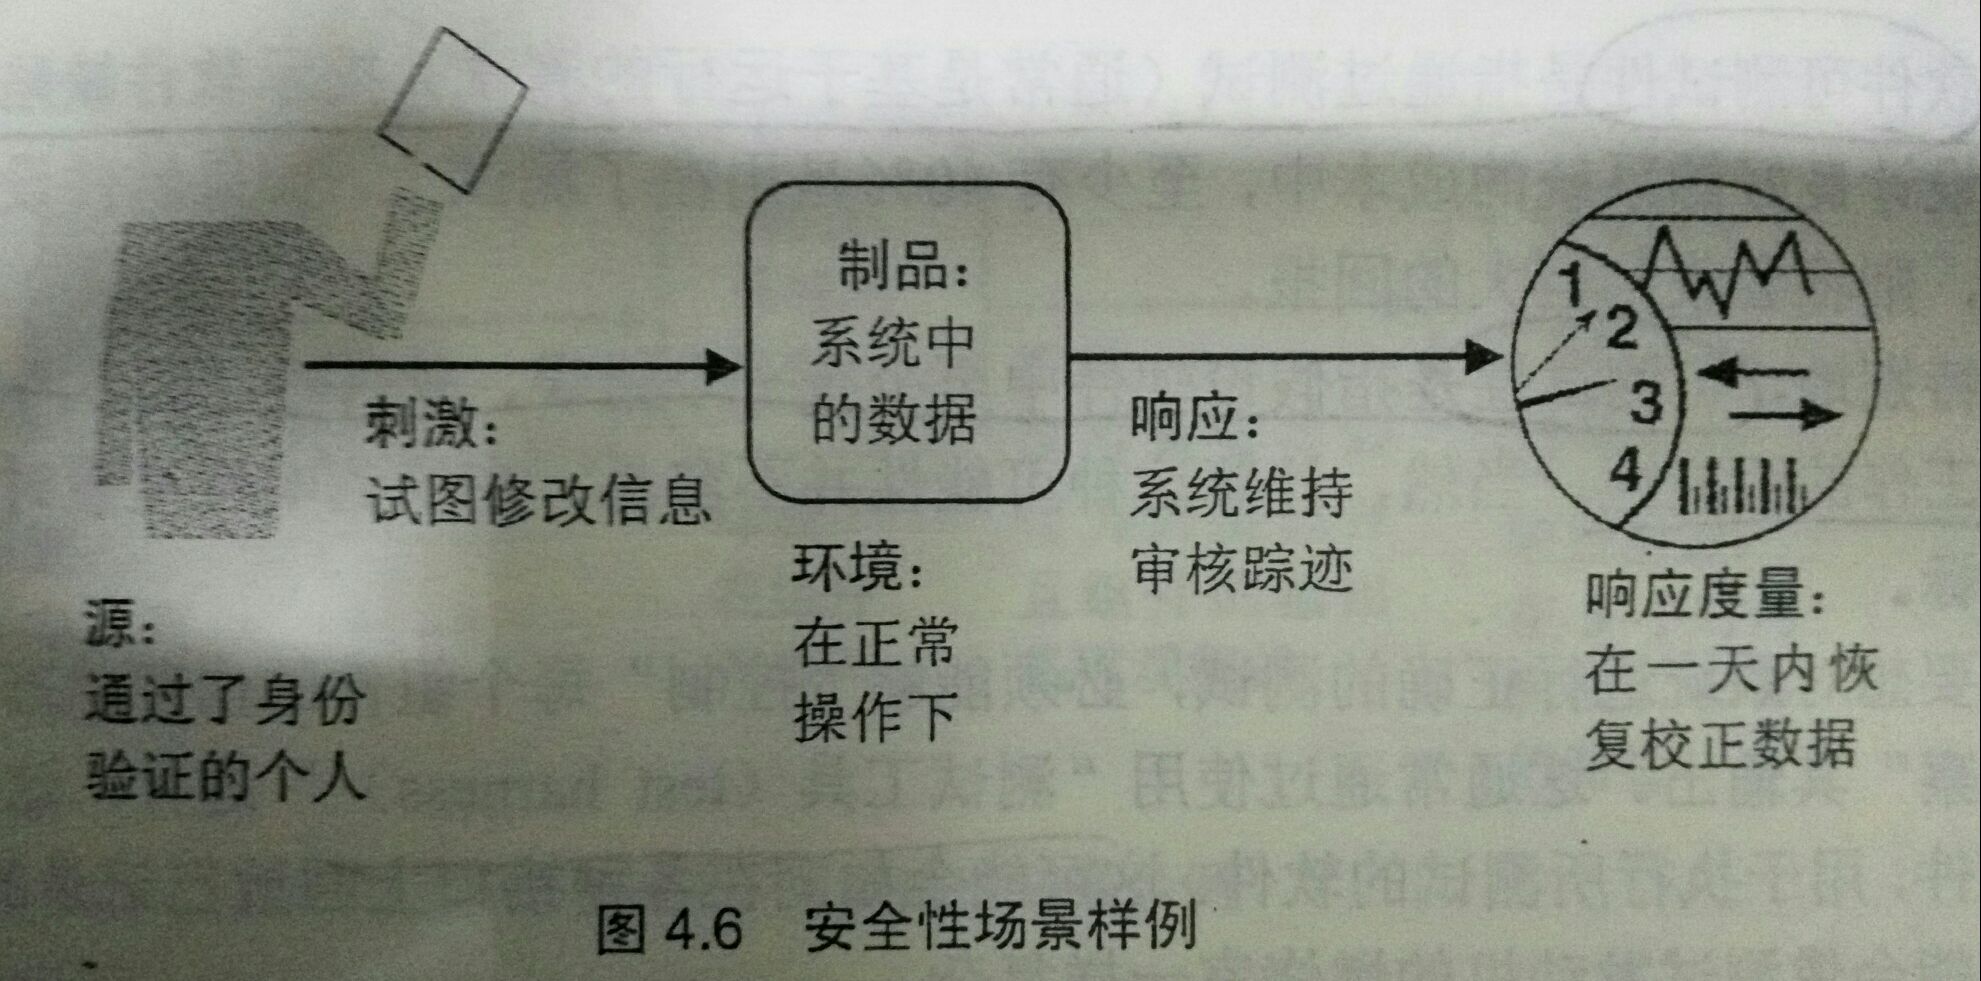 制品：
系统中
的数据
刺激：
试图修改信息
响应：
系统维持
审核踪迹
环境：
在正常
操作下
源：
通过了身份
验证的个人
1
2
3
4
响应度量：
在一天内恢
复校正数据
图 4.6 安全性场景样例